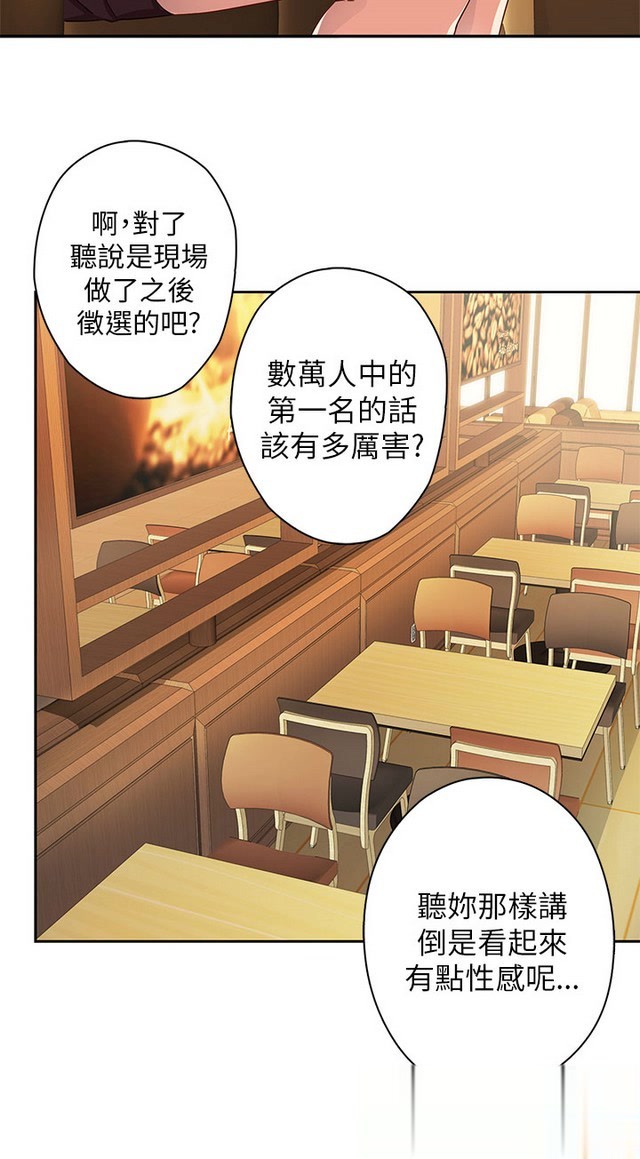 啊,對了
聽說是現場
做了之後
徵選的吧?
數萬人中的
第一名的話
該有多厲害?
聽妳那樣講
倒是看起來
有點性感呢...